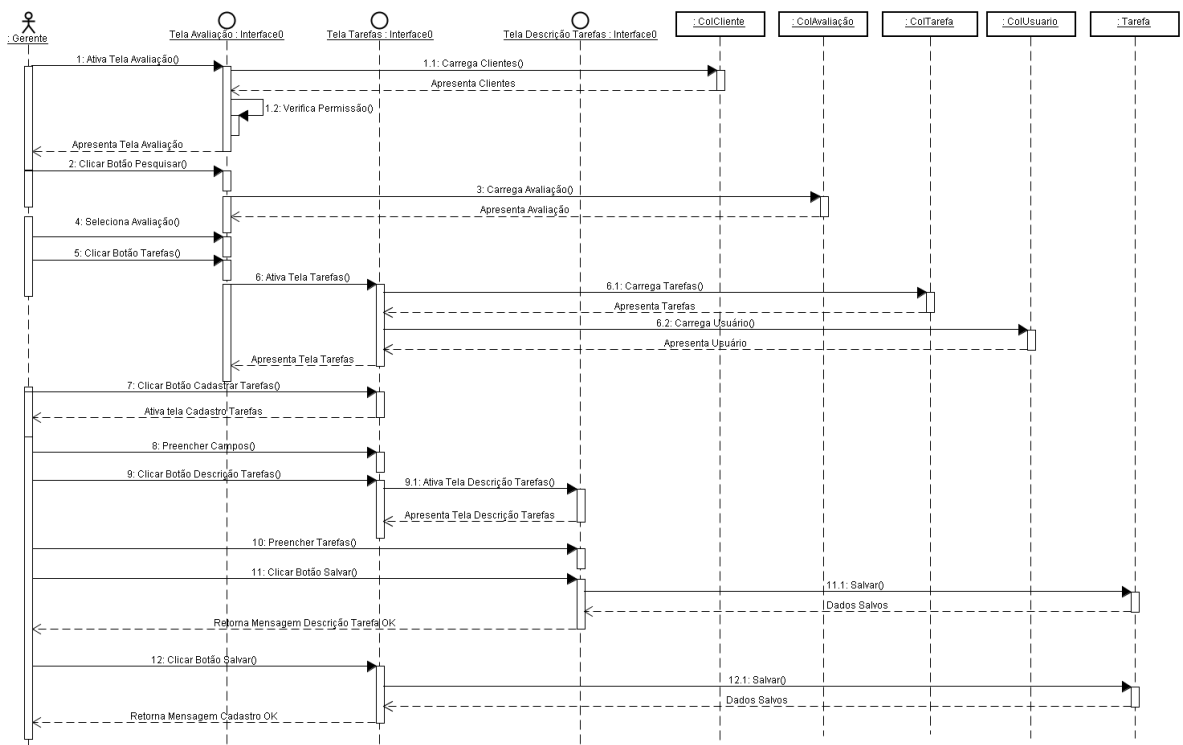 : Gerente
Tela Avaliação : Interface0
Tela Tarefas : Interface0
Tela Descrição Tarefas : Interface0
: ColCliente
: ColAvaliação
: ColTarefa
: ColUsuario
: Tarefa
1: Ativa Tela Avaliação()
1.1: Carrega Clientes()
Apresenta Clientes
1.2: Verifica Permissão()
Apresenta Tela Avaliação
2: Clicar Botão Pesquisar()
3: Carrega Avaliação()
Apresenta Avaliação
4: Seleciona Avaliação()
5: Clicar Botão Tarefas()
6: Ativa Tela Tarefas()
6.1: Carrega Tarefas()
Apresenta Tarefas
6.2: Carrega Usuário()
Apresenta Usuário
Apresenta Tela Tarefas
7: Clicar Botão Cadastrar Tarefas()
Ativa tela Cadastro Tarefas
8: Preencher Campos()
9: Clicar Botão Descrição Tarefas()
9.1: Ativa Tela Descrição Tarefas()
Apresenta Tela Descrição Tarefas
10: Preencher Tarefas()
11: Clicar Botão Salvar()
11.1: Salvar()
Dados Salvos
Retorna Mensagem Descrição Tarefa OK
12: Clicar Botão Salvar()
12.1: Salvar()
Dados Salvos
Retorna Mensagem Cadastro OK